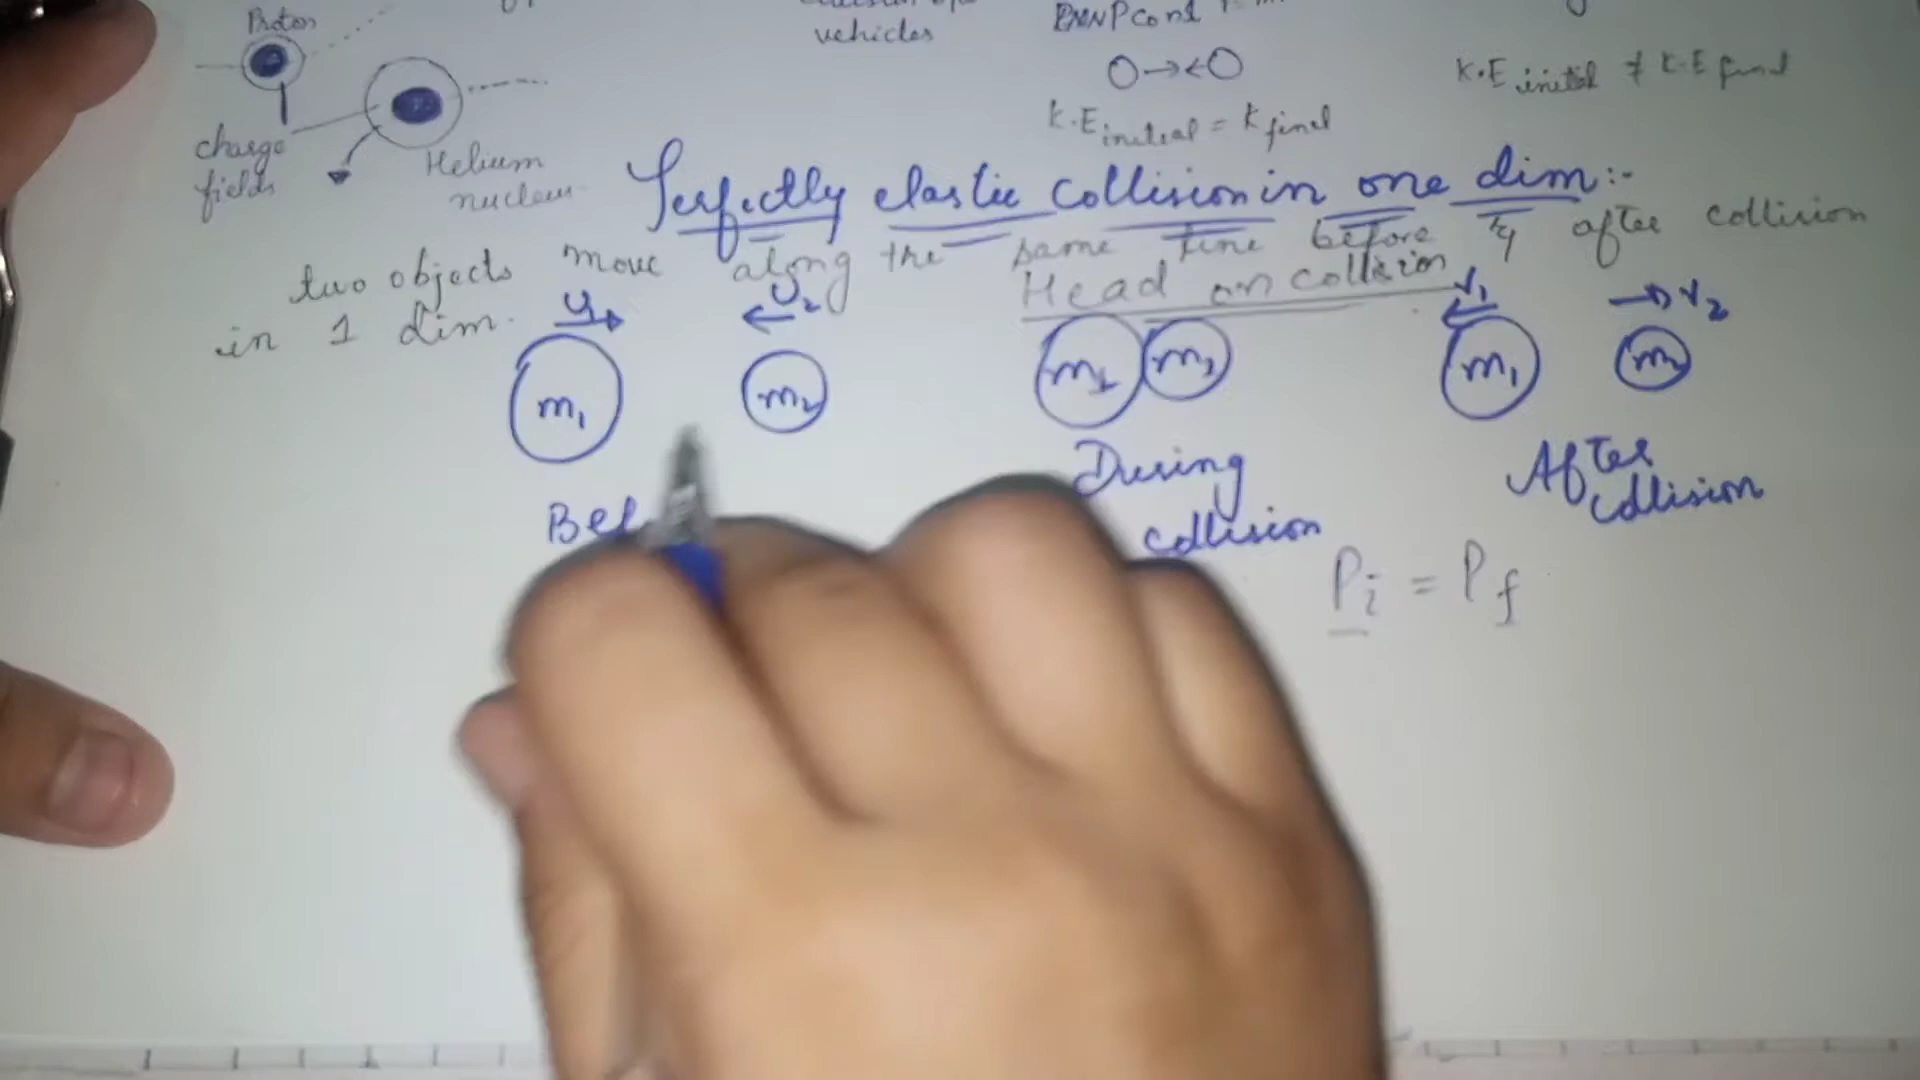 Proton
vehicles
K.E initial ≠ K.E final
K.E initial = K final
charge
fields
Helium
nucleus
Perfectly elastic collision in one dim:-
two objects move along the same line before & after collision
in 1 dim.
Head on collision
U1
U2
V1
V2
m1
m2
m1
m2
m1
m2
During
collision
After
collision
Bef
Pi = Pf